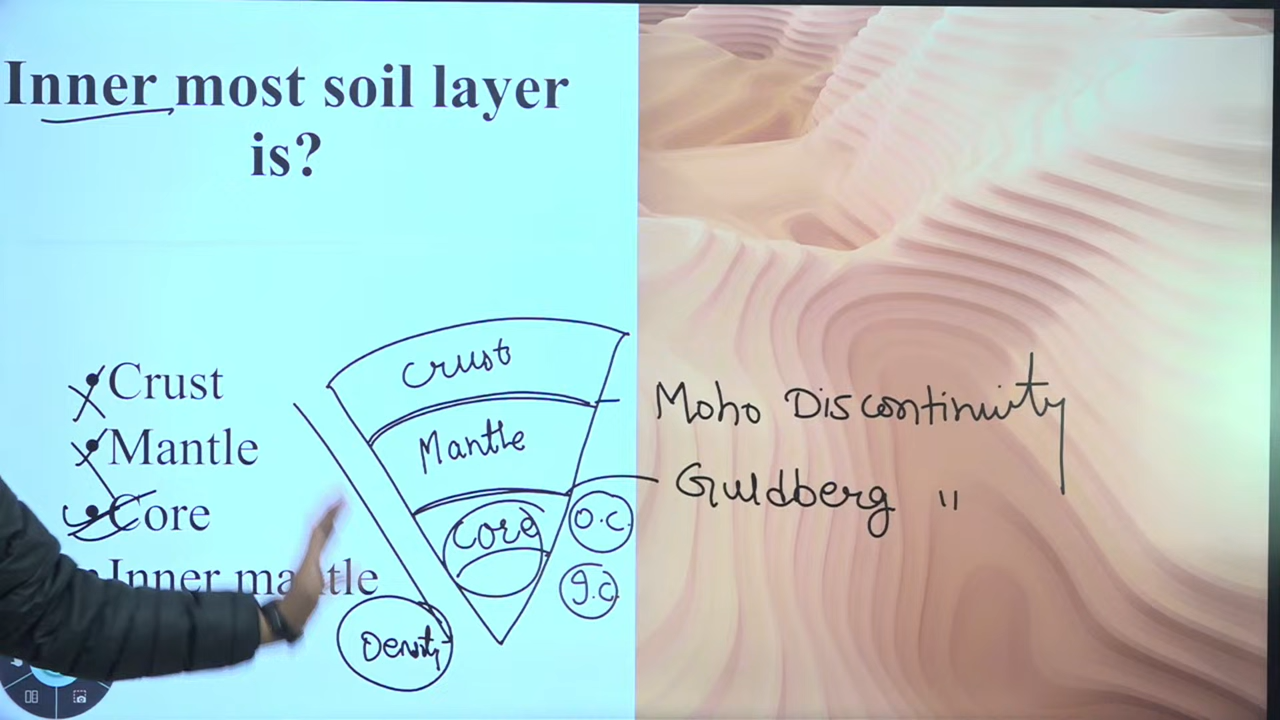 Inner most soil layer
is?
Crust
Mantle
Core
Inner mantle
Crust
Mantle
Core
O.C.
I.C
Density
Moho Discontinuity
Guldberg "